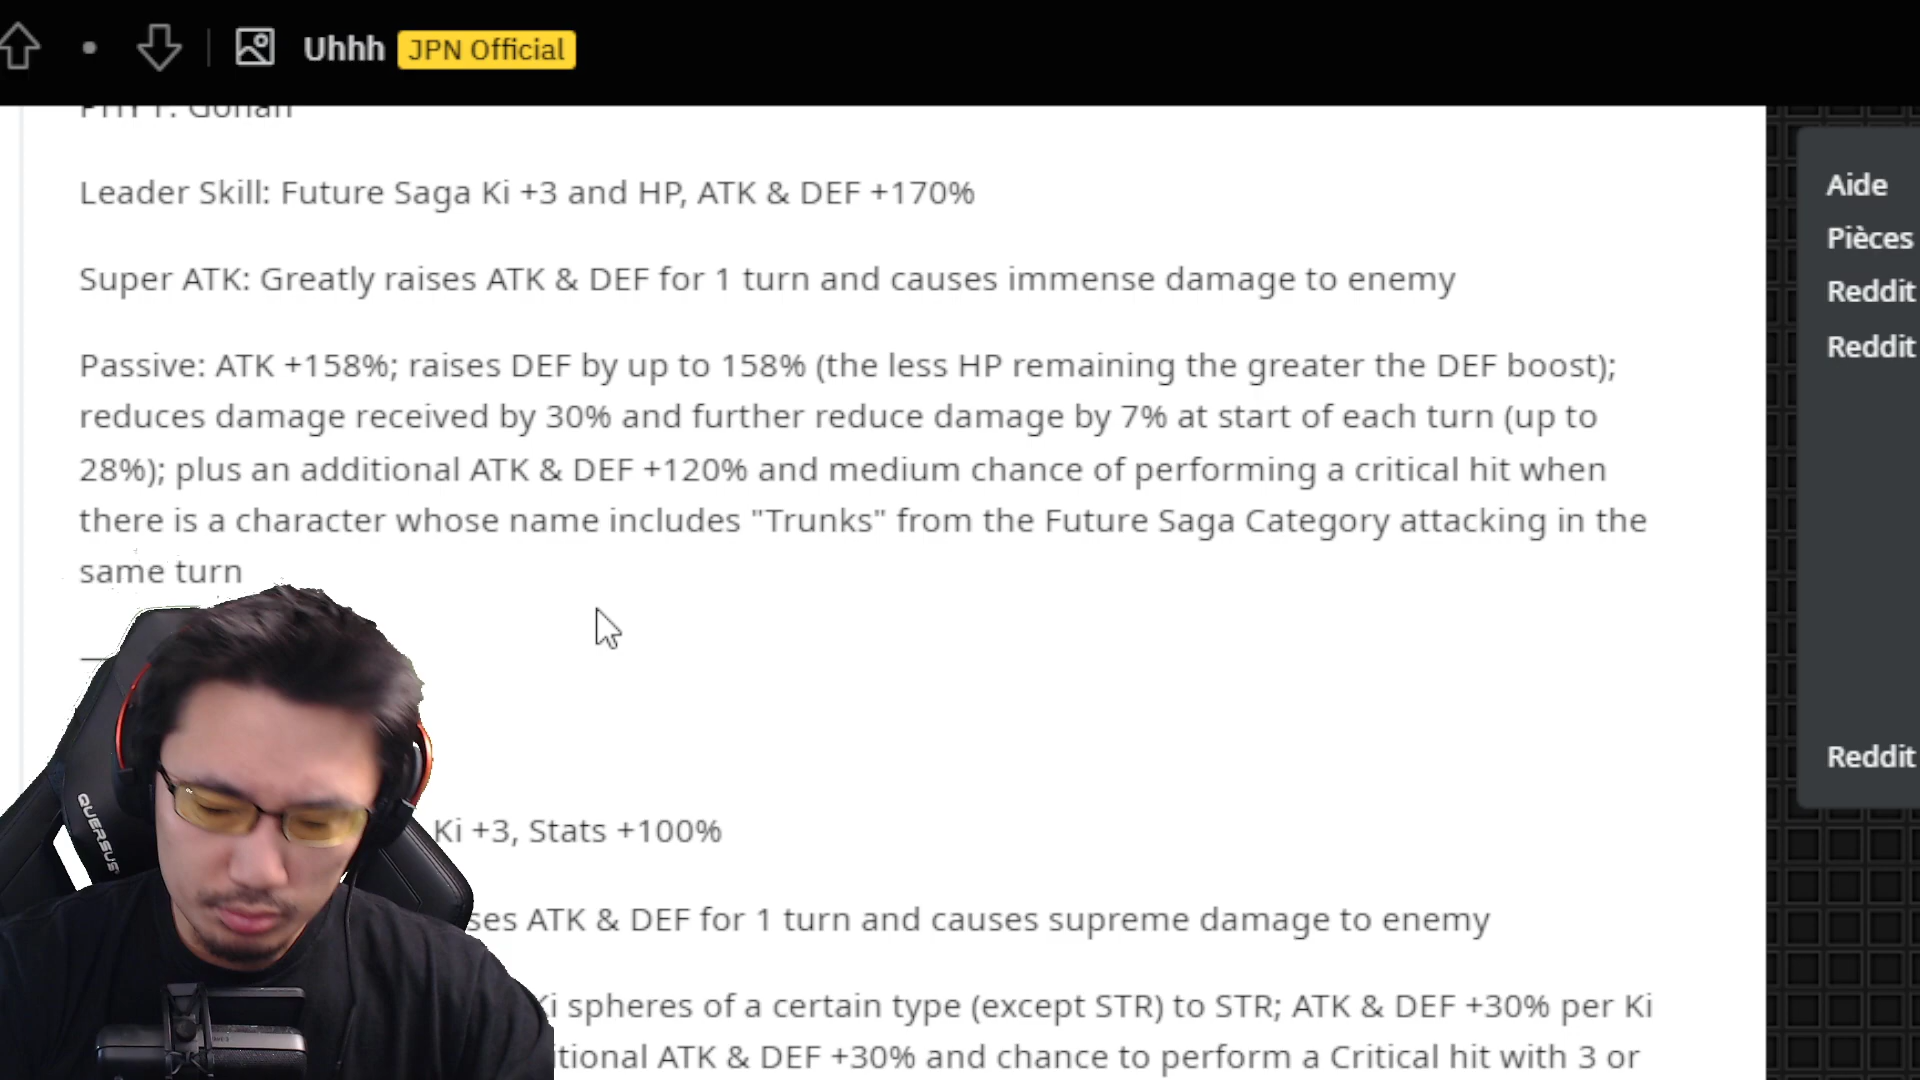 Uhhh JPN Official
PHY F. Gohan
Leader Skill: Future Saga Ki +3 and HP, ATK & DEF +170%
Super ATK: Greatly raises ATK & DEF for 1 turn and causes immense damage to enemy
Passive: ATK +158%; raises DEF by up to 158% (the less HP remaining the greater the DEF boost);
reduces damage received by 30% and further reduce damage by 7% at start of each turn (up to
28%); plus an additional ATK & DEF +120% and medium chance of performing a critical hit when
there is a character whose name includes "Trunks" from the Future Saga Category attacking in the
same turn
Ki +3, Stats +100%
ses ATK & DEF for 1 turn and causes supreme damage to enemy
Ki spheres of a certain type (except STR) to STR; ATK & DEF +30% per Ki
itional ATK & DEF +30% and chance to perform a Critical hit with 3 or
Aide
Pièces
Reddit
Reddit
Reddit
QUERSUS